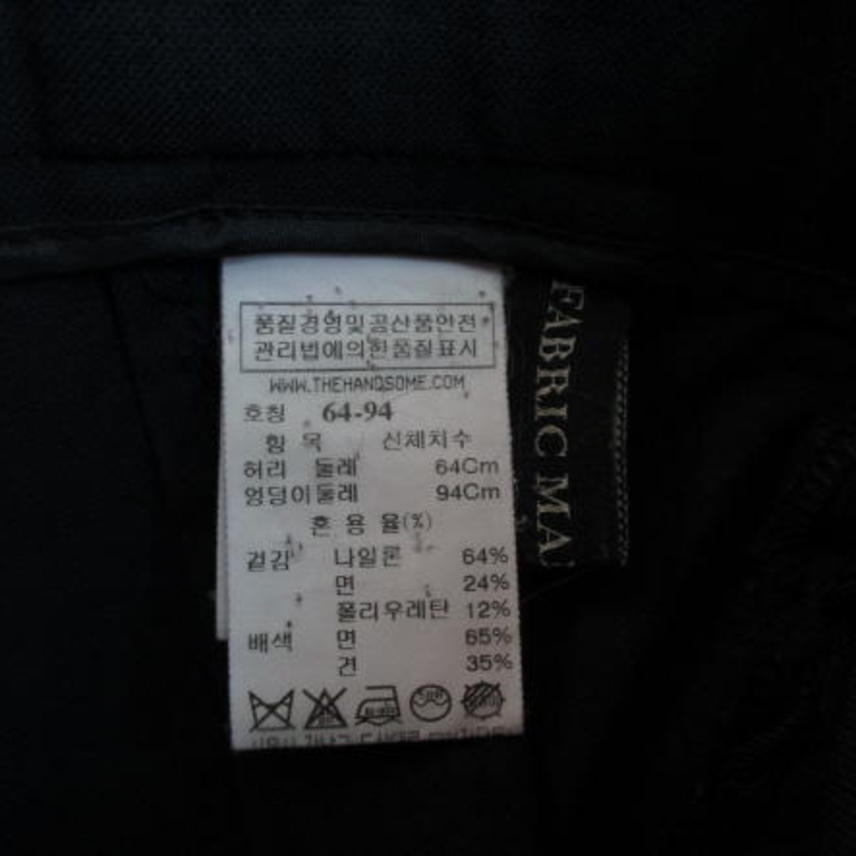 품질경영및공산품안전
관리법에의한품질표시
WWW.THEHANDSOME.COM
호칭 64-94
항 목 신체치수
허리 둘레 64Cm
엉덩이둘레 94Cm
혼 용 율(%)
겉감 나일론 64%
면 24%
폴리우레탄 12%
배색 면 65%
견 35%
FABRIC